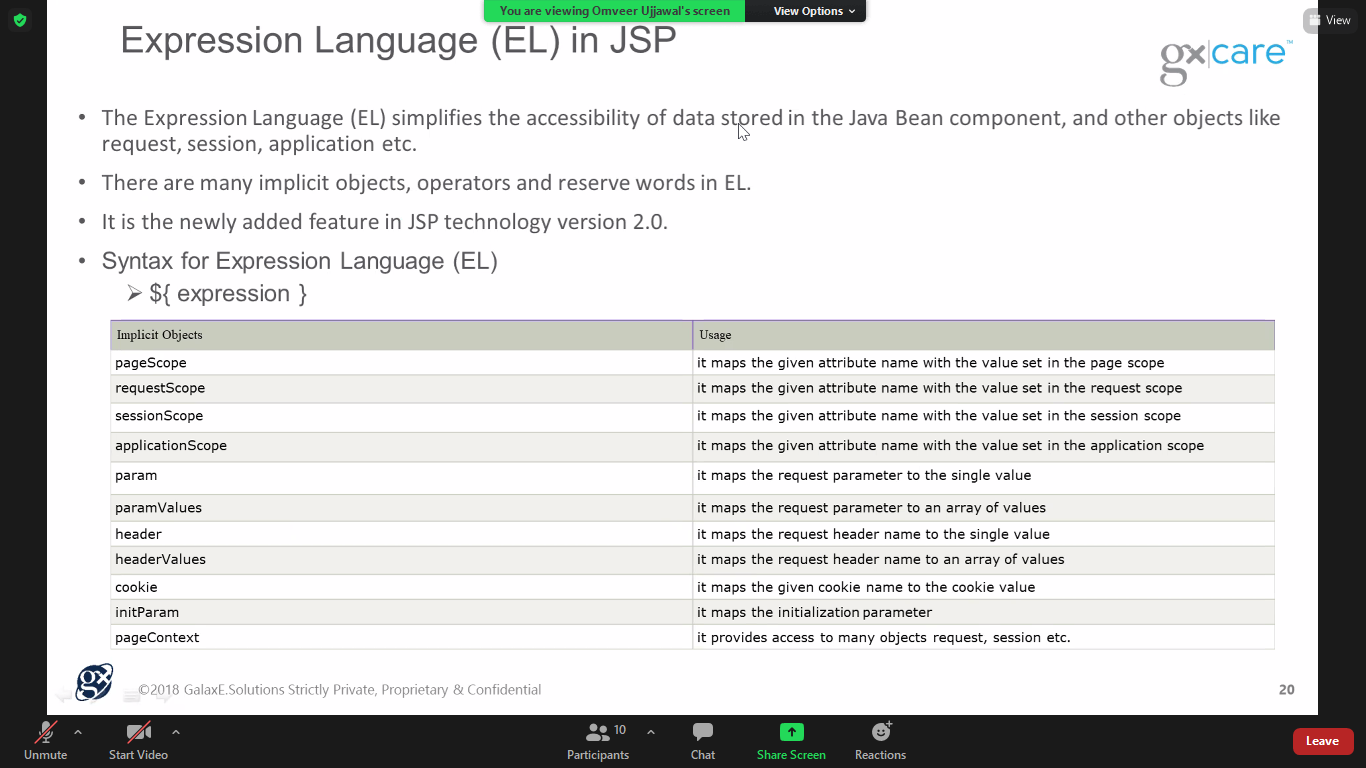 You are viewing Omveer Ujjawal's screen
View Options
View
Expression Language (EL) in JSP
gx|care™
• The Expression Language (EL) simplifies the accessibility of data stored in the Java Bean component, and other objects like
request, session, application etc.
• There are many implicit objects, operators and reserve words in EL.
• It is the newly added feature in JSP technology version 2.0.
• Syntax for Expression Language (EL)
➢ ${ expression }
Implicit Objects Usage
pageScope it maps the given attribute name with the value set in the page scope
requestScope it maps the given attribute name with the value set in the request scope
sessionScope it maps the given attribute name with the value set in the session scope
applicationScope it maps the given attribute name with the value set in the application scope
param it maps the request parameter to the single value
paramValues it maps the request parameter to an array of values
header it maps the request header name to the single value
headerValues it maps the request header name to an array of values
cookie it maps the given cookie name to the cookie value
initParam it maps the initialization parameter
pageContext it provides access to many objects request, session etc.
gx
©2018 GalaxE.Solutions Strictly Private, Proprietary & Confidential
20
Unmute
Start Video
10
Participants
Chat
Share Screen
Reactions
Leave